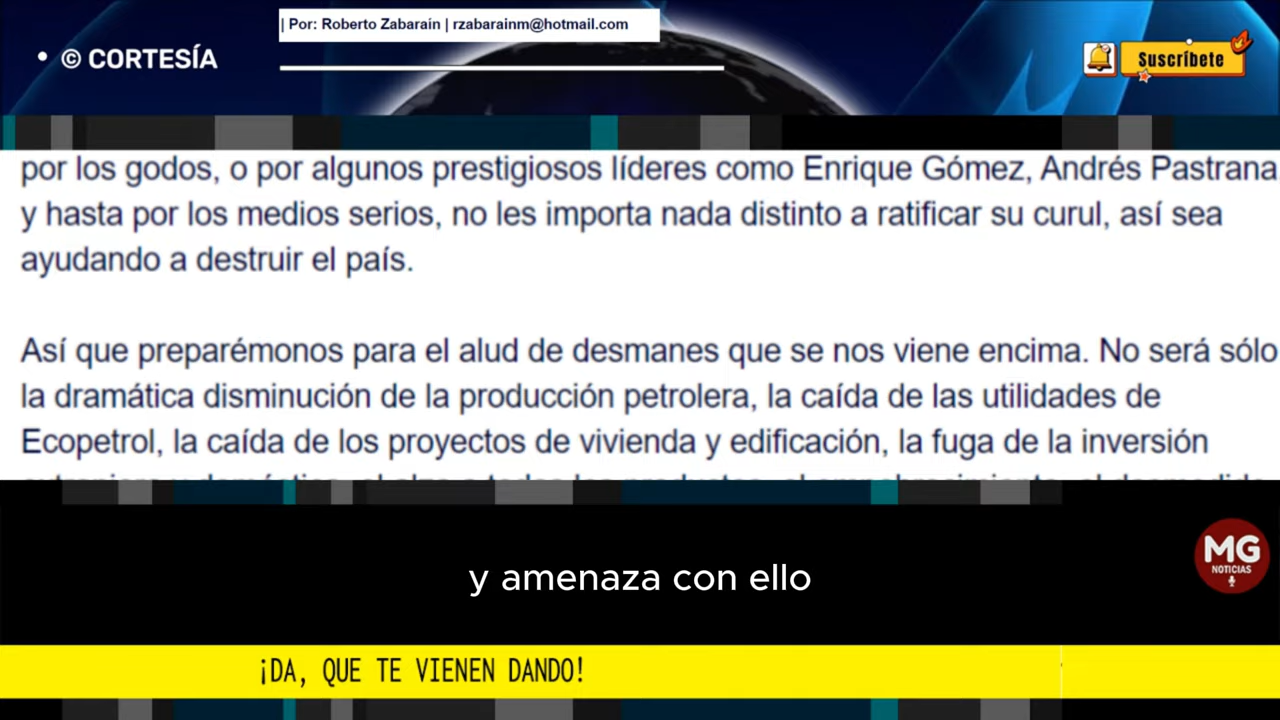 | Por: Roberto Zabaraín | rzabarainm@hotmail.com
• © CORTESÍA
Suscríbete
por los godos, o por algunos prestigiosos líderes como Enrique Gómez, Andrés Pastrana
y hasta por los medios serios, no les importa nada distinto a ratificar su curul, así sea
ayudando a destruir el país.
Así que preparémonos para el alud de desmanes que se nos viene encima. No será sólo
la dramática disminución de la producción petrolera, la caída de las utilidades de
Ecopetrol, la caída de los proyectos de vivienda y edificación, la fuga de la inversión
y amenaza con ello
MG
NOTICIAS
¡DA, QUE TE VIENEN DANDO!